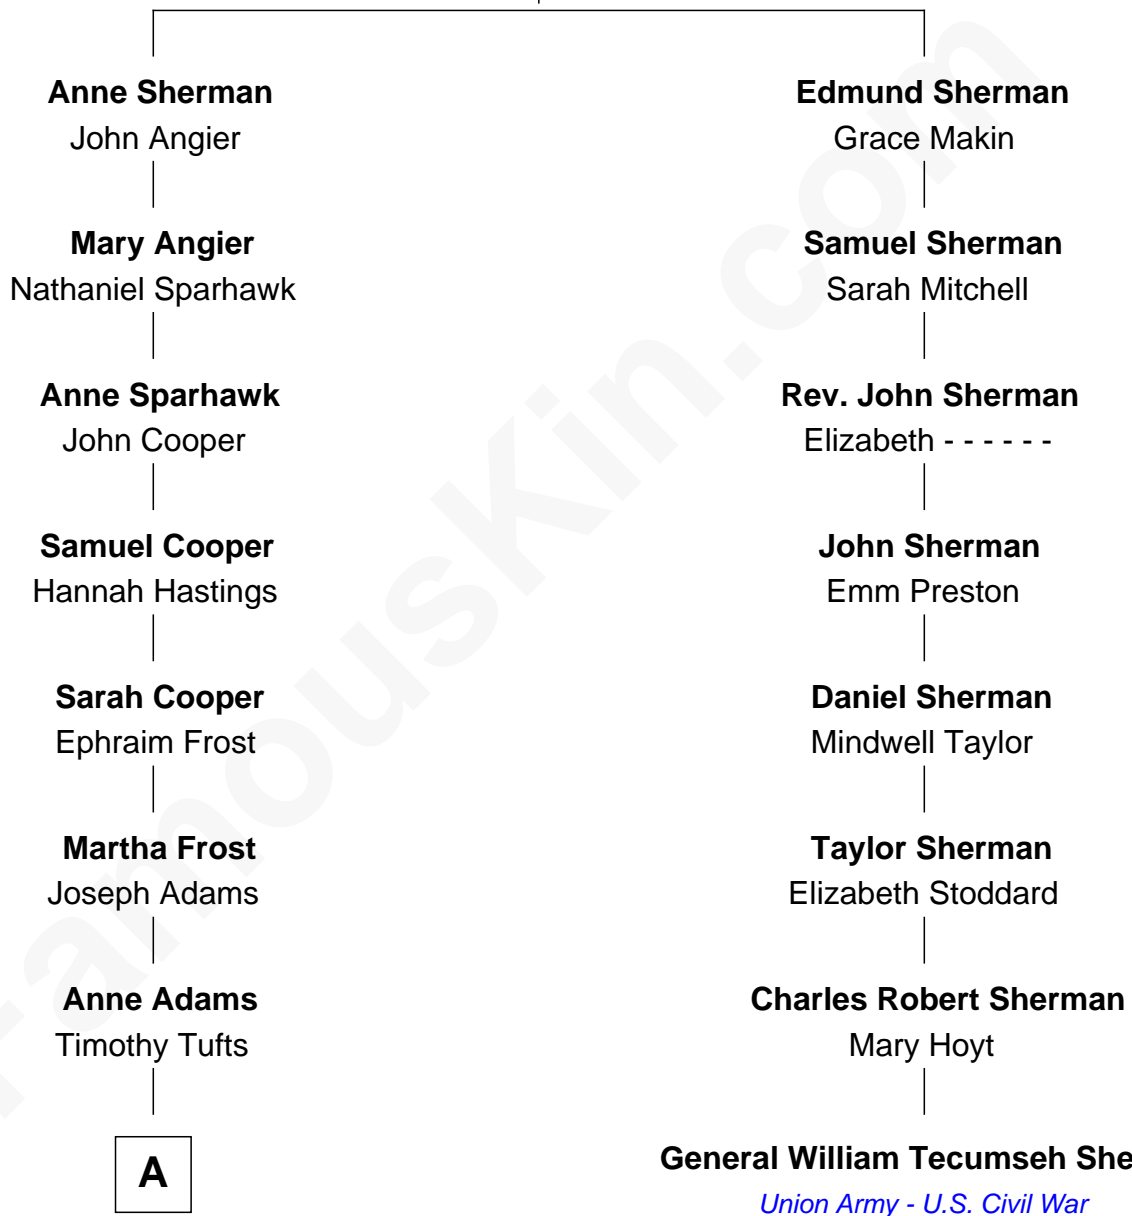 Anne Sherman
John Angier
Mary Angier
Nathaniel Sparhawk
Anne Sparhawk
John Cooper
Samuel Cooper
Hannah Hastings
Sarah Cooper
Ephraim Frost
Martha Frost
Joseph Adams
Anne Adams
Timothy Tufts
A
Edmund Sherman
Grace Makin
Samuel Sherman
Sarah Mitchell
Rev. John Sherman
Elizabeth - - - - - -
John Sherman
Emm Preston
Daniel Sherman
Mindwell Taylor
Taylor Sherman
Elizabeth Stoddard
Charles Robert Sherman
Mary Hoyt
General William Tecumseh She
Union Army - U.S. Civil War
FamousKin.com